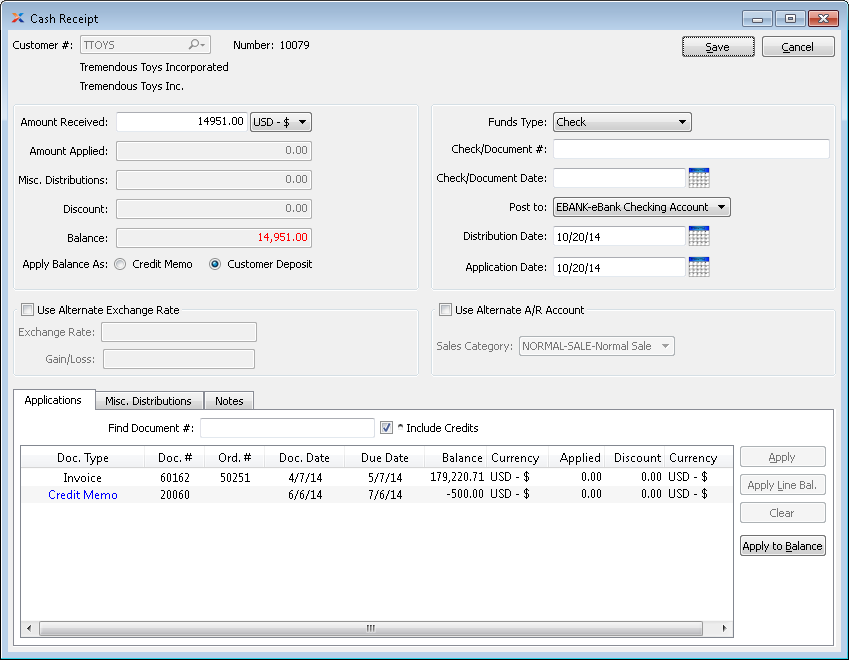 Cash Receipt
Customer #: TTOYS Number: 10079 Save Cancel
Tremendous Toys Incorporated
Tremendous Toys Inc.
Amount Received: 14951.00 USD - $
Amount Applied: 0.00
Misc. Distributions: 0.00
Discount: 0.00
Balance: 14,951.00
Apply Balance As: Credit Memo Customer Deposit
Funds Type: Check
Check/Document #:
Check/Document Date:
Post to: EBANK-eBank Checking Account
Distribution Date: 10/20/14
Application Date: 10/20/14
Use Alternate Exchange Rate
Exchange Rate:
Gain/Loss:
Use Alternate A/R Account
Sales Category: NORMAL-SALE-Normal Sale
Applications Misc. Distributions Notes
Find Document #: * Include Credits
Doc. Type Doc. # Ord. # Doc. Date Due Date Balance Currency Applied Discount Currency
Invoice 60162 50251 4/7/14 5/7/14 179,220.71 USD - $ 0.00 0.00 USD - $
Credit Memo 20060 6/6/14 7/6/14 -500.00 USD - $ 0.00 0.00 USD - $
Apply
Apply Line Bal.
Clear
Apply to Balance